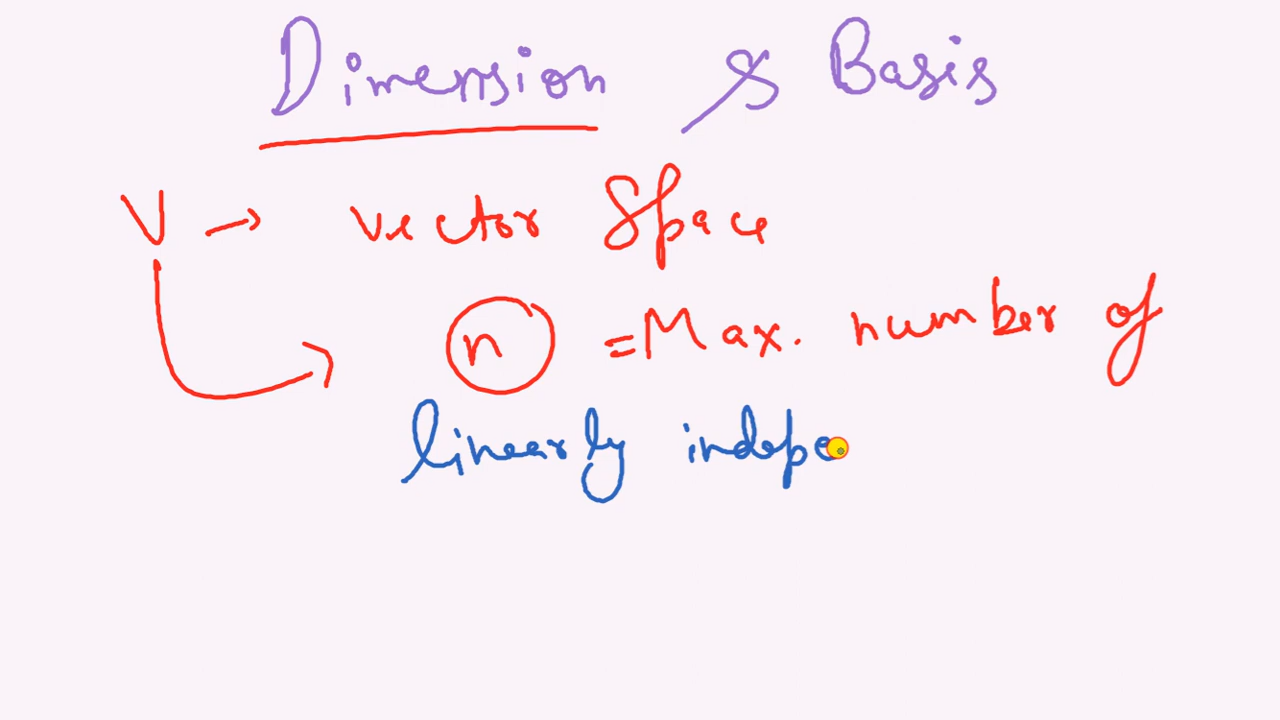 Dimension & Basis
V → vector Space
n = Max. number of
linearly indepe